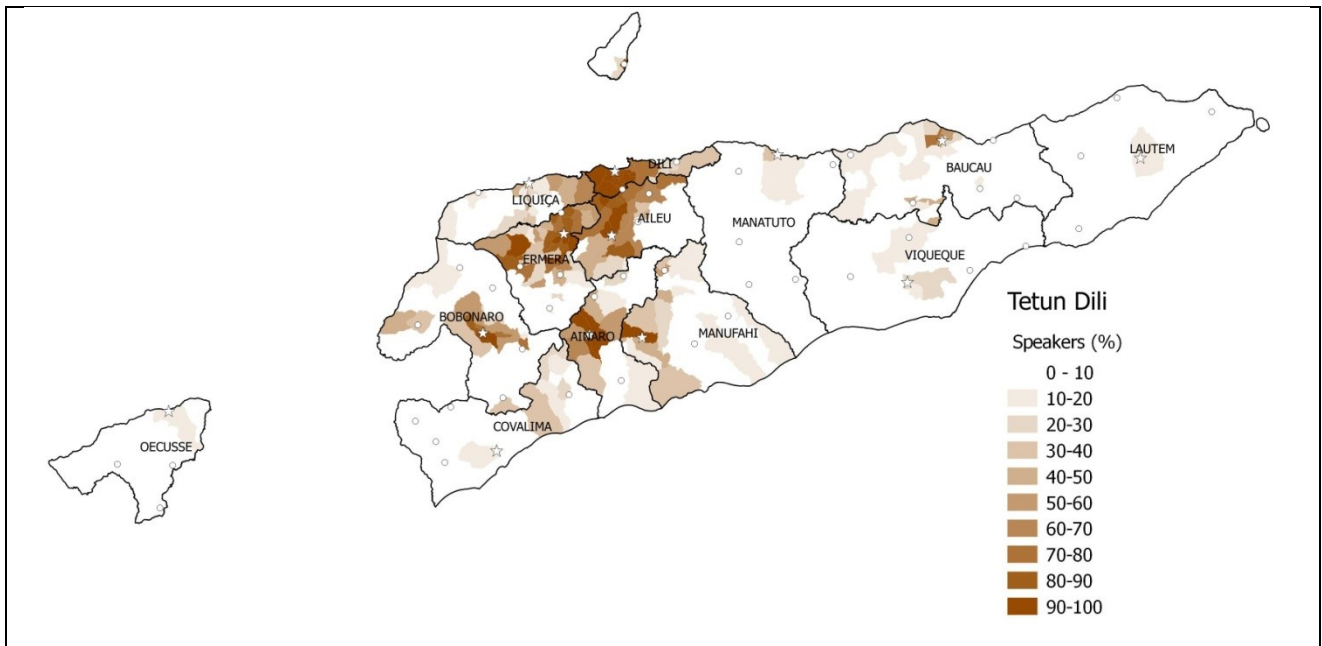 DILI
LAUTEM
BAUCAU
LIQUIÇA
AILEU
MANATUTO
ERMERA
VIQUEQUE
BOBONARO
AINARO
MANUFAHI
COVALIMA
OECUSSE
Tetun Dili
Speakers (%)
0 - 10
10-20
20-30
30-40
40-50
50-60
60-70
70-80
80-90
90-100